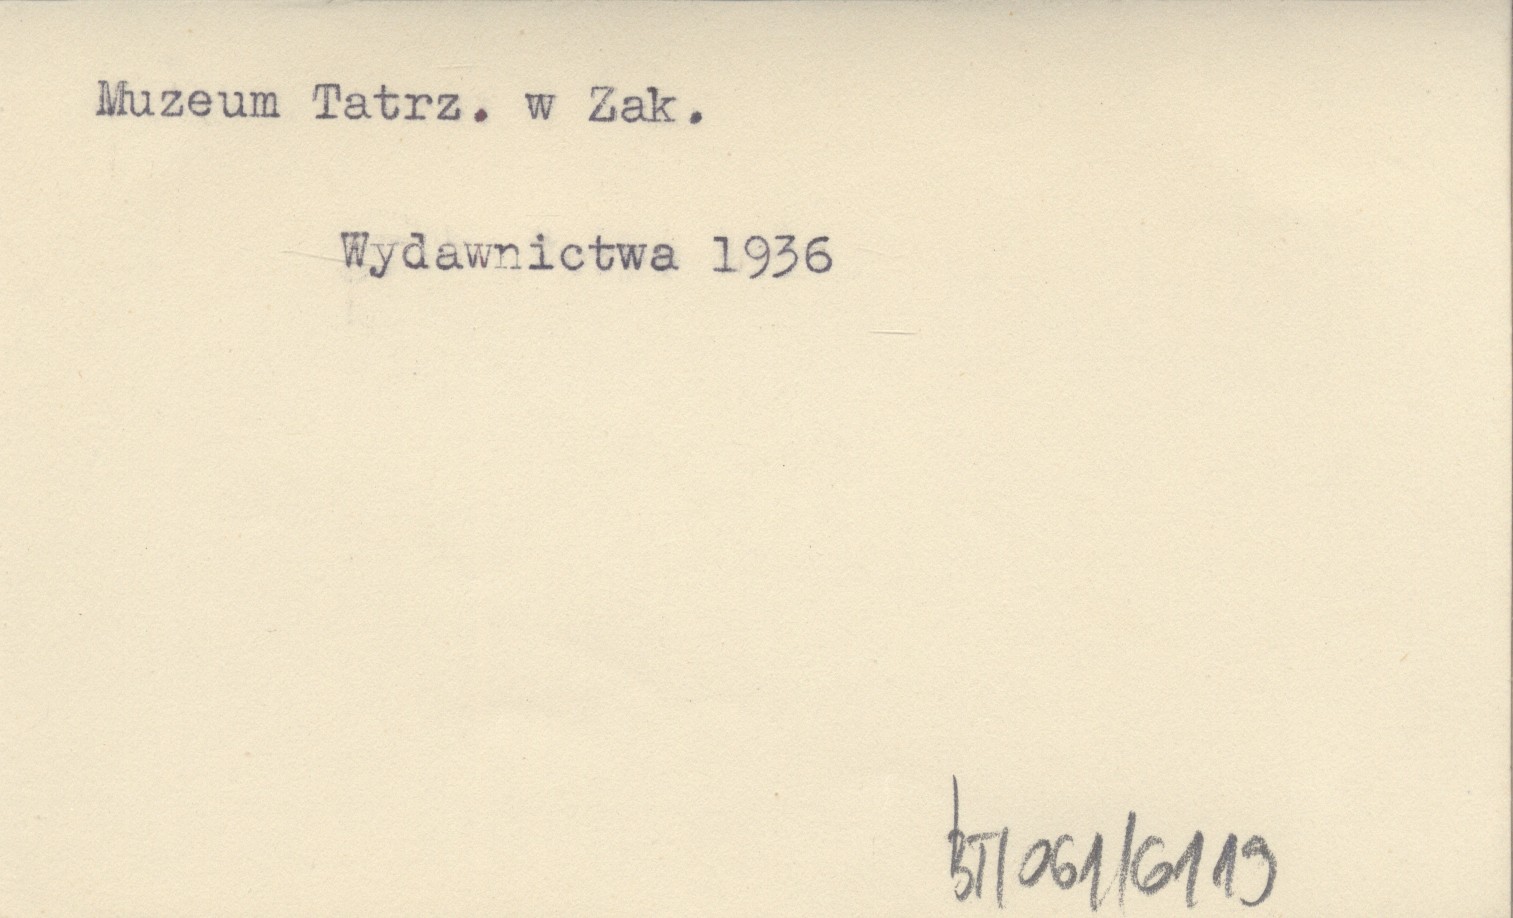 Muzeum Tatrz. w Zak.
Wydawnictwa 1936
BT/061/6119